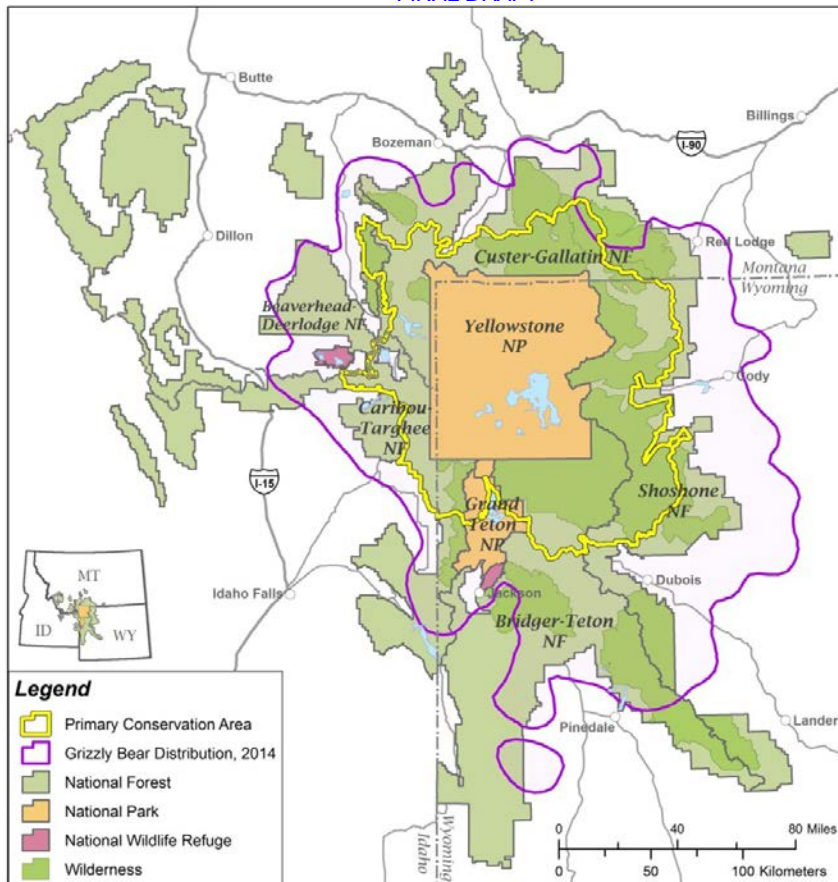 FINAL DRAFT
Butte
Billings
Bozeman
I-90
Dillon
Red Lodge
Custer-Gallatin NF
Montana
Wyoming
Beaverhead-
Deerlodge NF
Yellowstone
NP
Cody
Caribou-
Targhee
NF
I-15
Shoshone
NF
Grand
Teton
NP
MT
ID
WY
Idaho Falls
Dubois
Jackson
Bridger-Teton
NF
Legend
Primary Conservation Area
Grizzly Bear Distribution, 2014
National Forest
National Park
National Wildlife Refuge
Wilderness
Pinedale
Lander
Idaho
Wyoming
0 40 80 Miles
0 50 100 Kilometers